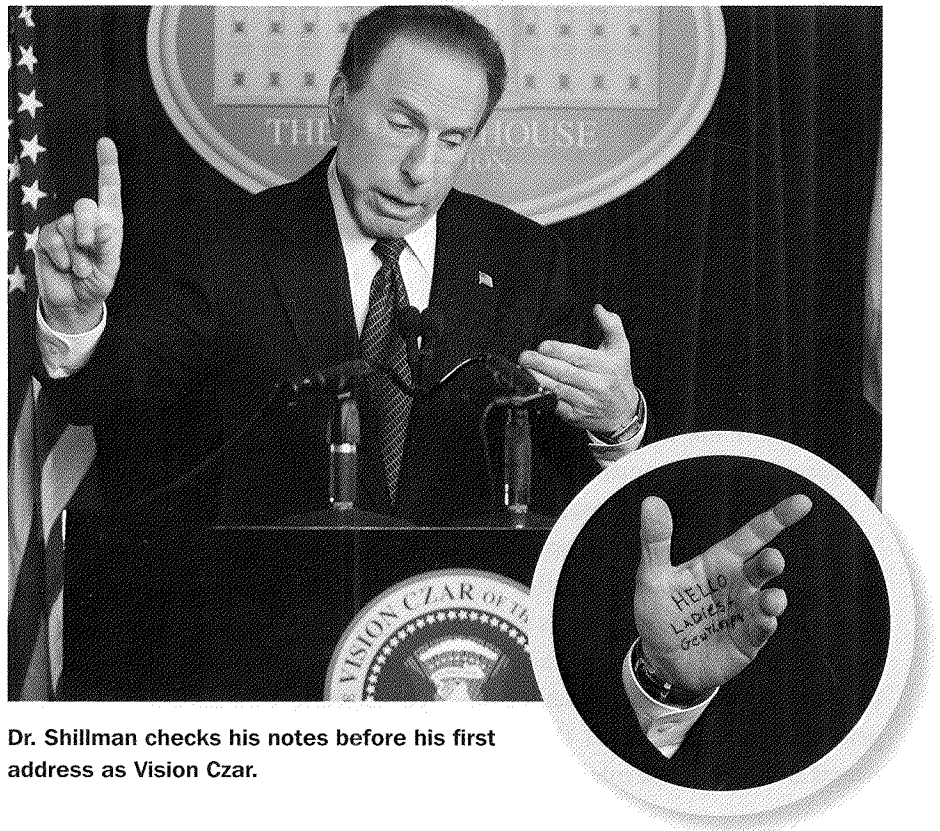 THE HOUSE
VISION CZAR OF TH
HELLO
LADIES +
GENTLEMEN
Dr. Shillman checks his notes before his first
address as Vision Czar.